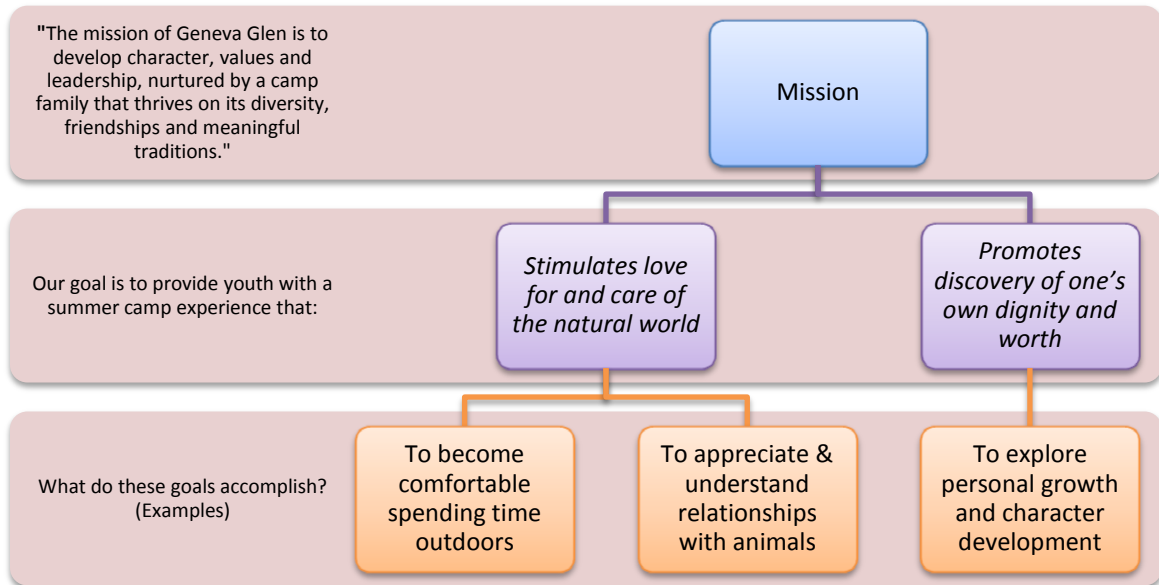 "The mission of Geneva Glen is to
develop character, values and
leadership, nurtured by a camp
family that thrives on its diversity,
friendships and meaningful
traditions."
Mission
Our goal is to provide youth with a
summer camp experience that:
Stimulates love
for and care of
the natural world
Promotes
discovery of one's
own dignity and
worth
What do these goals accomplish?
(Examples)
To become
comfortable
spending time
outdoors
To appreciate &
understand
relationships
with animals
To explore
personal growth
and character
development